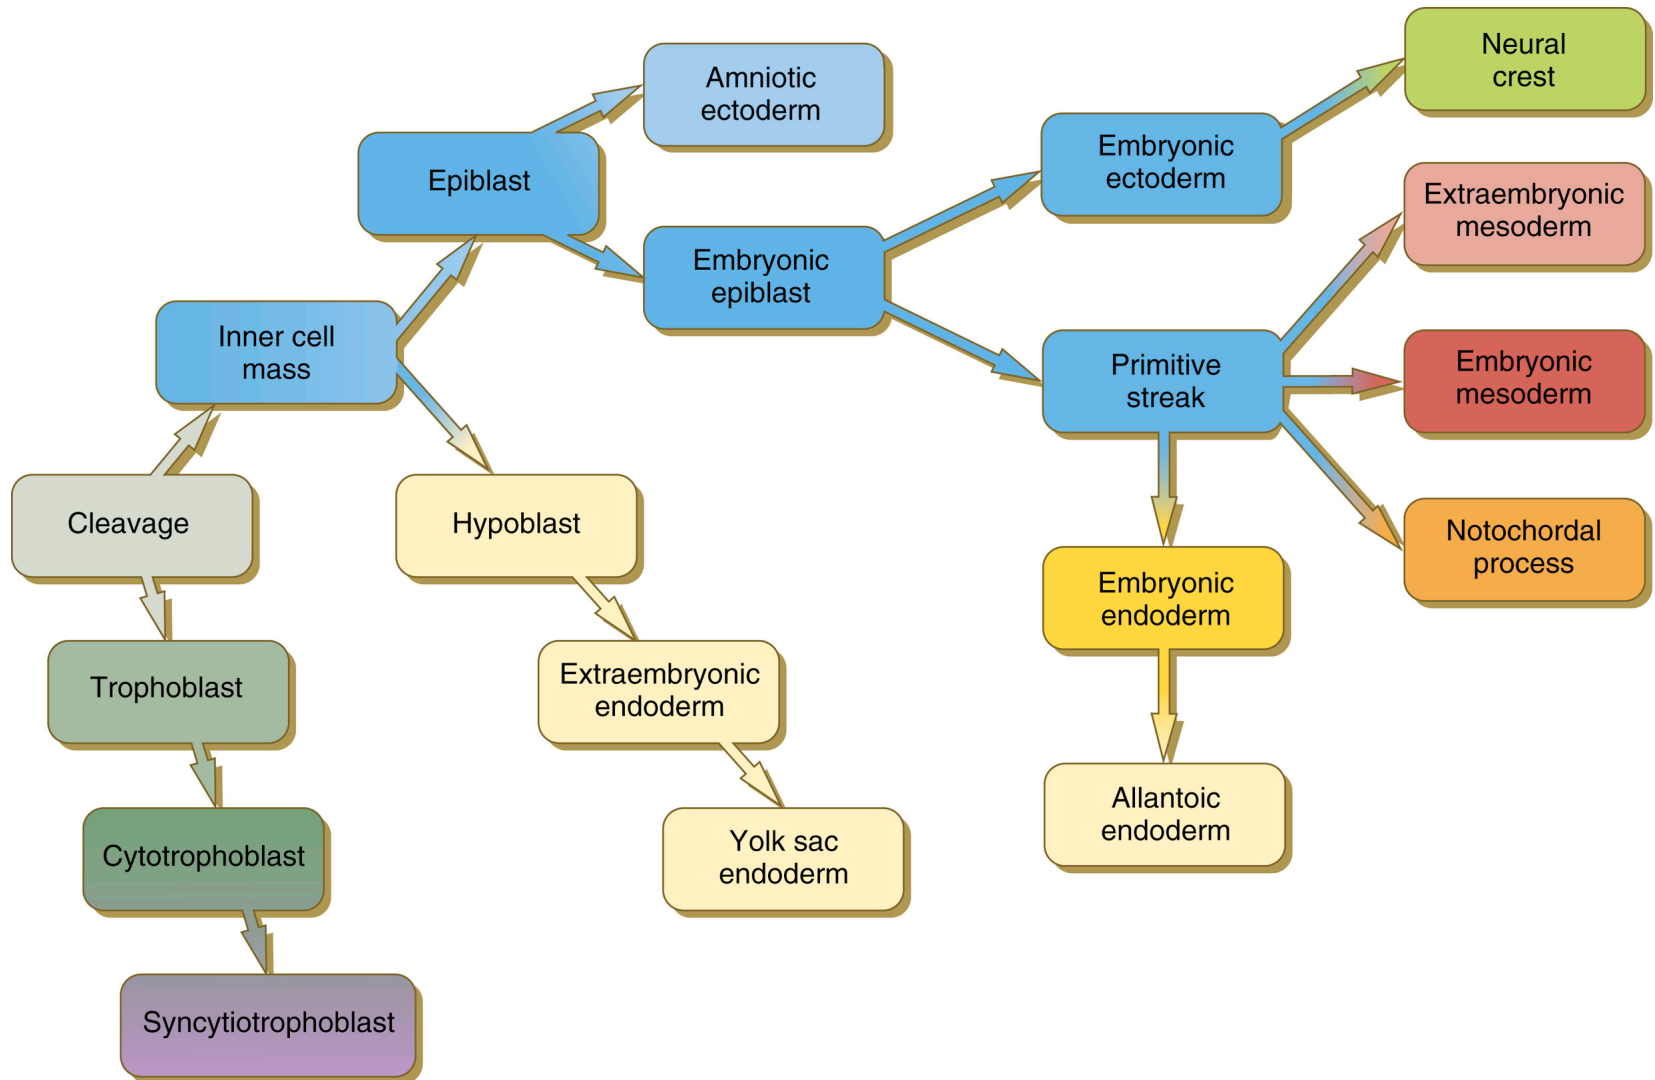 Neural
crest
Amniotic
ectoderm
Embryonic
ectoderm
Epiblast
Extraembryonic
mesoderm
Embryonic
epiblast
Inner cell
mass
Primitive
streak
Embryonic
mesoderm
Cleavage
Hypoblast
Notochordal
process
Embryonic
endoderm
Trophoblast
Extraembryonic
endoderm
Allantoic
endoderm
Cytotrophoblast
Yolk sac
endoderm
Syncytiotrophoblast